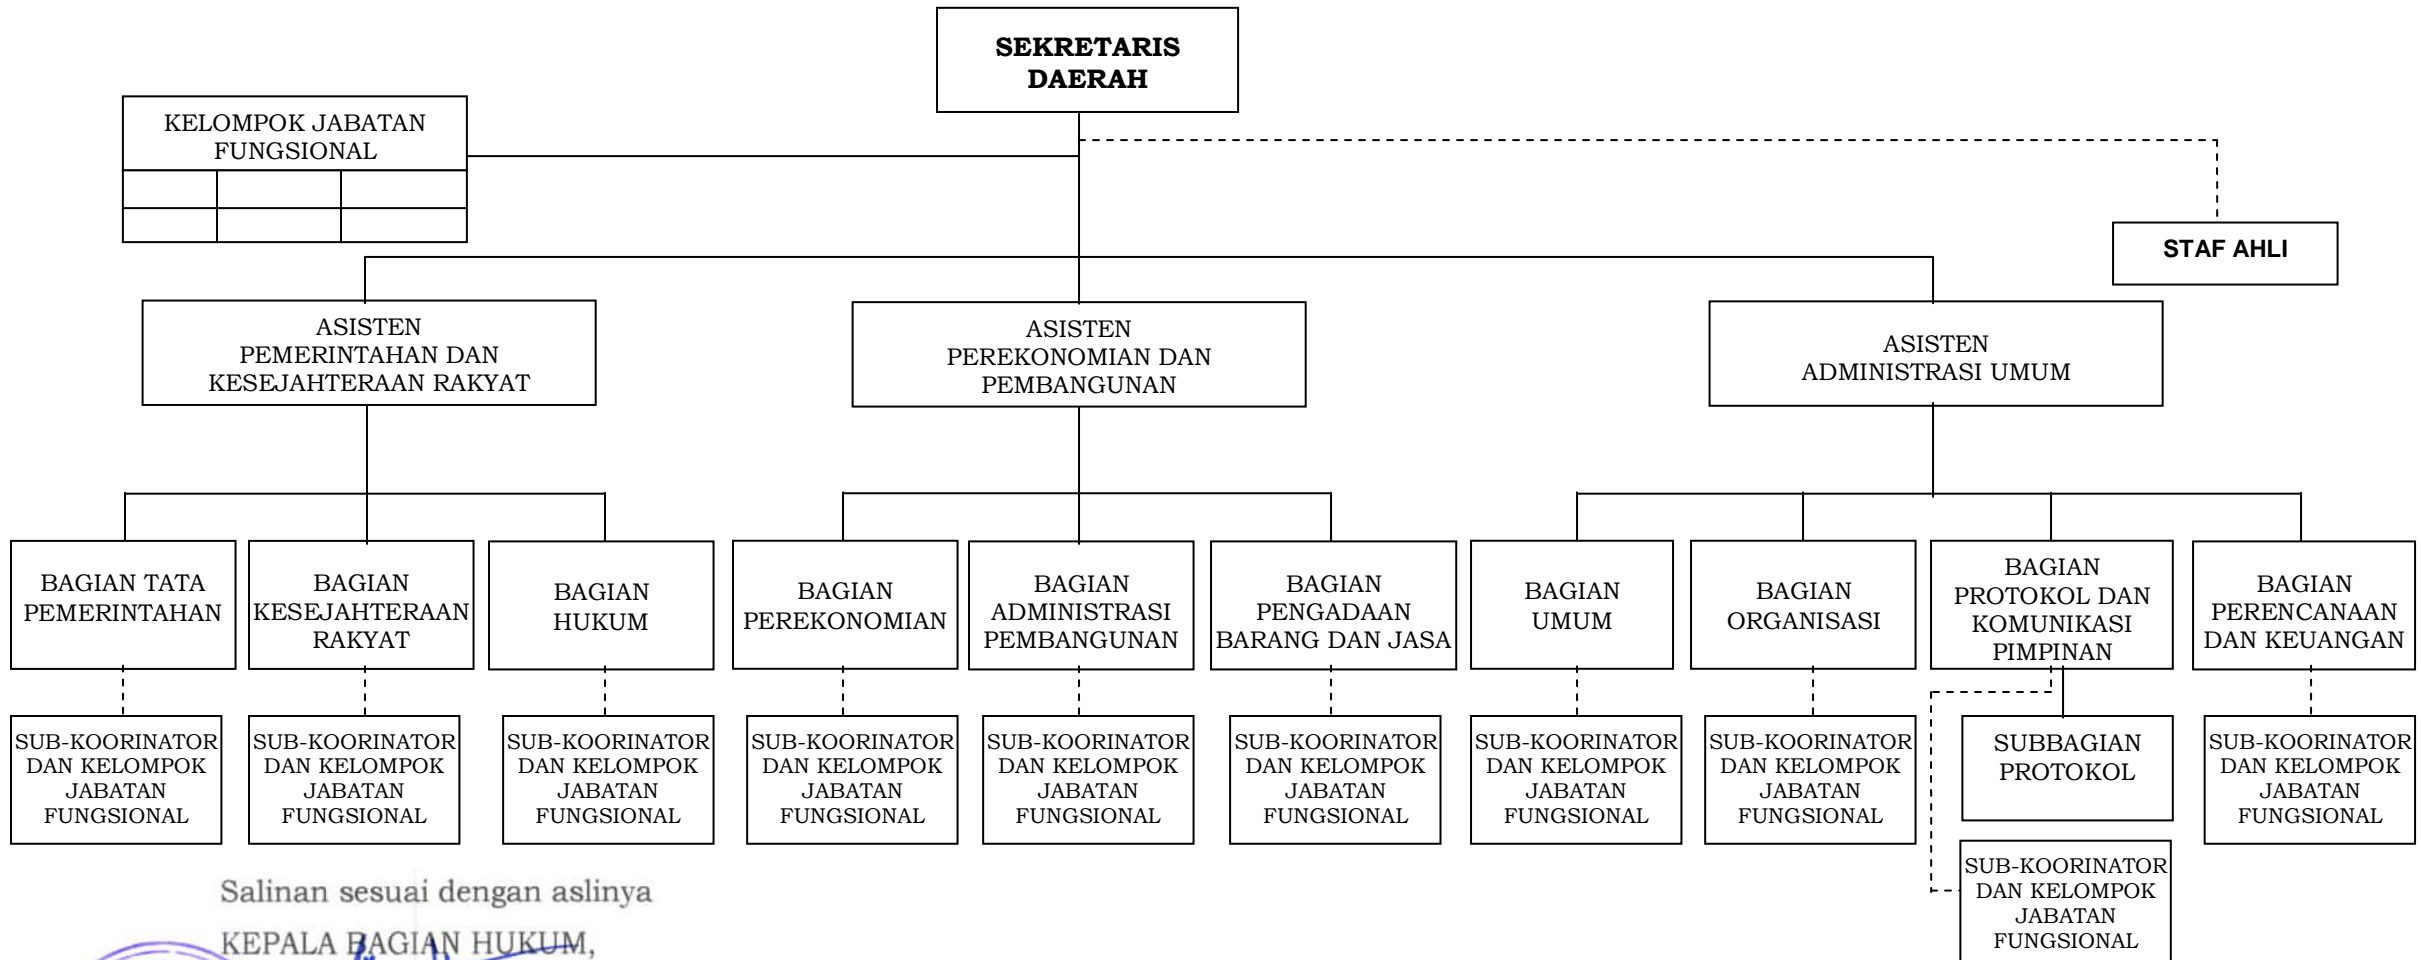 SEKRETARIS
DAERAH
KELOMPOK JABATAN
FUNGSIONAL
STAF AHLI
ASISTEN
PEMERINTAHAN DAN
KESEJAHTERAAN RAKYAT
ASISTEN
PEREKONOMIAN DAN
PEMBANGUNAN
ASISTEN
ADMINISTRASI UMUM
BAGIAN TATA
PEMERINTAHAN
BAGIAN
KESEJAHTERAAN
RAKYAT
BAGIAN
HUKUM
BAGIAN
PEREKONOMIAN
BAGIAN
ADMINISTRASI
PEMBANGUNAN
BAGIAN
PENGADAAN
BARANG DAN JASA
BAGIAN
UMUM
BAGIAN
ORGANISASI
BAGIAN
PROTOKOL DAN
KOMUNIKASI
PIMPINAN
BAGIAN
PERENCANAAN
DAN KEUANGAN
SUB-KOORINATOR
DAN KELOMPOK
JABATAN
FUNGSIONAL
SUB-KOORINATOR
DAN KELOMPOK
JABATAN
FUNGSIONAL
SUB-KOORINATOR
DAN KELOMPOK
JABATAN
FUNGSIONAL
SUB-KOORINATOR
DAN KELOMPOK
JABATAN
FUNGSIONAL
SUB-KOORINATOR
DAN KELOMPOK
JABATAN
FUNGSIONAL
SUB-KOORINATOR
DAN KELOMPOK
JABATAN
FUNGSIONAL
SUB-KOORINATOR
DAN KELOMPOK
JABATAN
FUNGSIONAL
SUB-KOORINATOR
DAN KELOMPOK
JABATAN
FUNGSIONAL
SUBBAGIAN
PROTOKOL
SUB-KOORINATOR
DAN KELOMPOK
JABATAN
FUNGSIONAL
SUB-KOORINATOR
DAN KELOMPOK
JABATAN
FUNGSIONAL
Salinan sesuai dengan aslinya
KEPALA BAGIAN HUKUM,